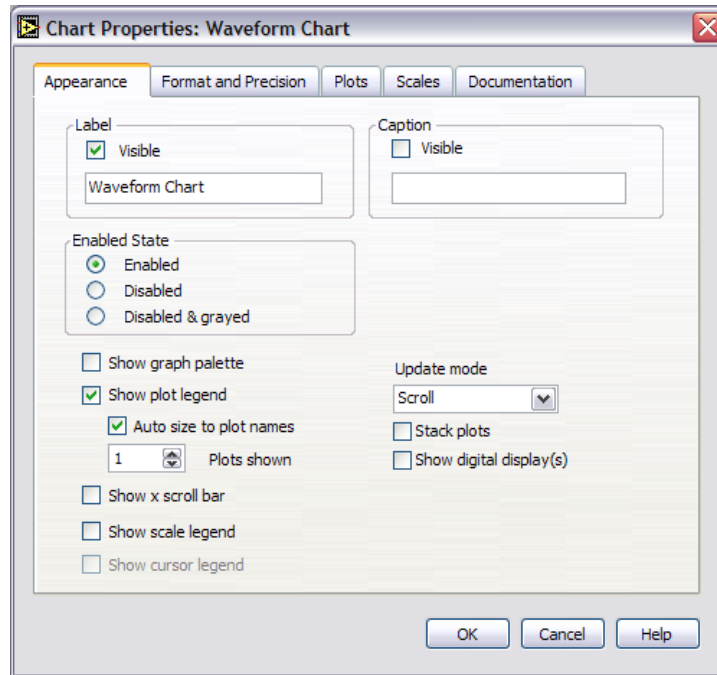 Chart Properties: Waveform Chart
Appearance Format and Precision Plots Scales Documentation
Label
Visible
Waveform Chart
Caption
Visible
Enabled State
Enabled
Disabled
Disabled & grayed
Show graph palette
Show plot legend
Auto size to plot names
1 Plots shown
Show x scroll bar
Show scale legend
Show cursor legend
Update mode
Scroll
Stack plots
Show digital display(s)
OK Cancel Help